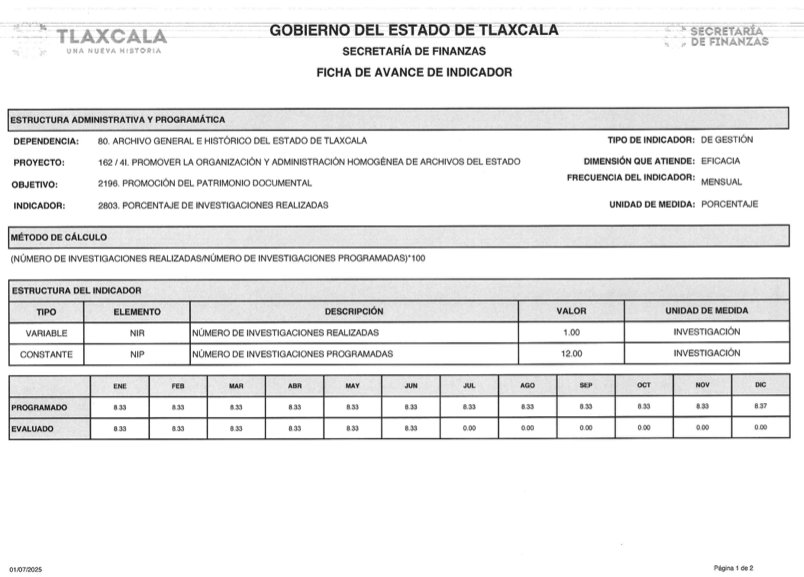 TLAXCALA
UNA NUEVA HISTORIA
GOBIERNO DEL ESTADO DE TLAXCALA
SECRETARÍA DE FINANZAS
FICHA DE AVANCE DE INDICADOR
SECRETARÍA
DE FINANZAS
ESTRUCTURA ADMINISTRATIVA Y PROGRAMÁTICA
DEPENDENCIA: 80. ARCHIVO GENERAL E HISTÓRICO DEL ESTADO DE TLAXCALA TIPO DE INDICADOR: DE GESTIÓN
PROYECTO: 162 / 4I. PROMOVER LA ORGANIZACIÓN Y ADMINISTRACIÓN HOMOGÉNEA DE ARCHIVOS DEL ESTADO DIMENSIÓN QUE ATIENDE: EFICACIA
OBJETIVO: 2196. PROMOCIÓN DEL PATRIMONIO DOCUMENTAL FRECUENCIA DEL INDICADOR: MENSUAL
INDICADOR: 2803. PORCENTAJE DE INVESTIGACIONES REALIZADAS UNIDAD DE MEDIDA: PORCENTAJE
MÉTODO DE CÁLCULO
(NÚMERO DE INVESTIGACIONES REALIZADAS/NÚMERO DE INVESTIGACIONES PROGRAMADAS)*100
ESTRUCTURA DEL INDICADOR
TIPO ELEMENTO DESCRIPCIÓN VALOR UNIDAD DE MEDIDA
VARIABLE NIR NÚMERO DE INVESTIGACIONES REALIZADAS 1.00 INVESTIGACIÓN
CONSTANTE NIP NÚMERO DE INVESTIGACIONES PROGRAMADAS 12.00 INVESTIGACIÓN
ENE FEB MAR ABR MAY JUN JUL AGO SEP OCT NOV DIC
PROGRAMADO 8.33 8.33 8.33 8.33 8.33 8.33 8.33 8.33 8.33 8.33 8.33 8.37
EVALUADO 8.33 8.33 8.33 8.33 8.33 8.33 0.00 0.00 0.00 0.00 0.00 0.00
01/07/2025 Página 1 de 2